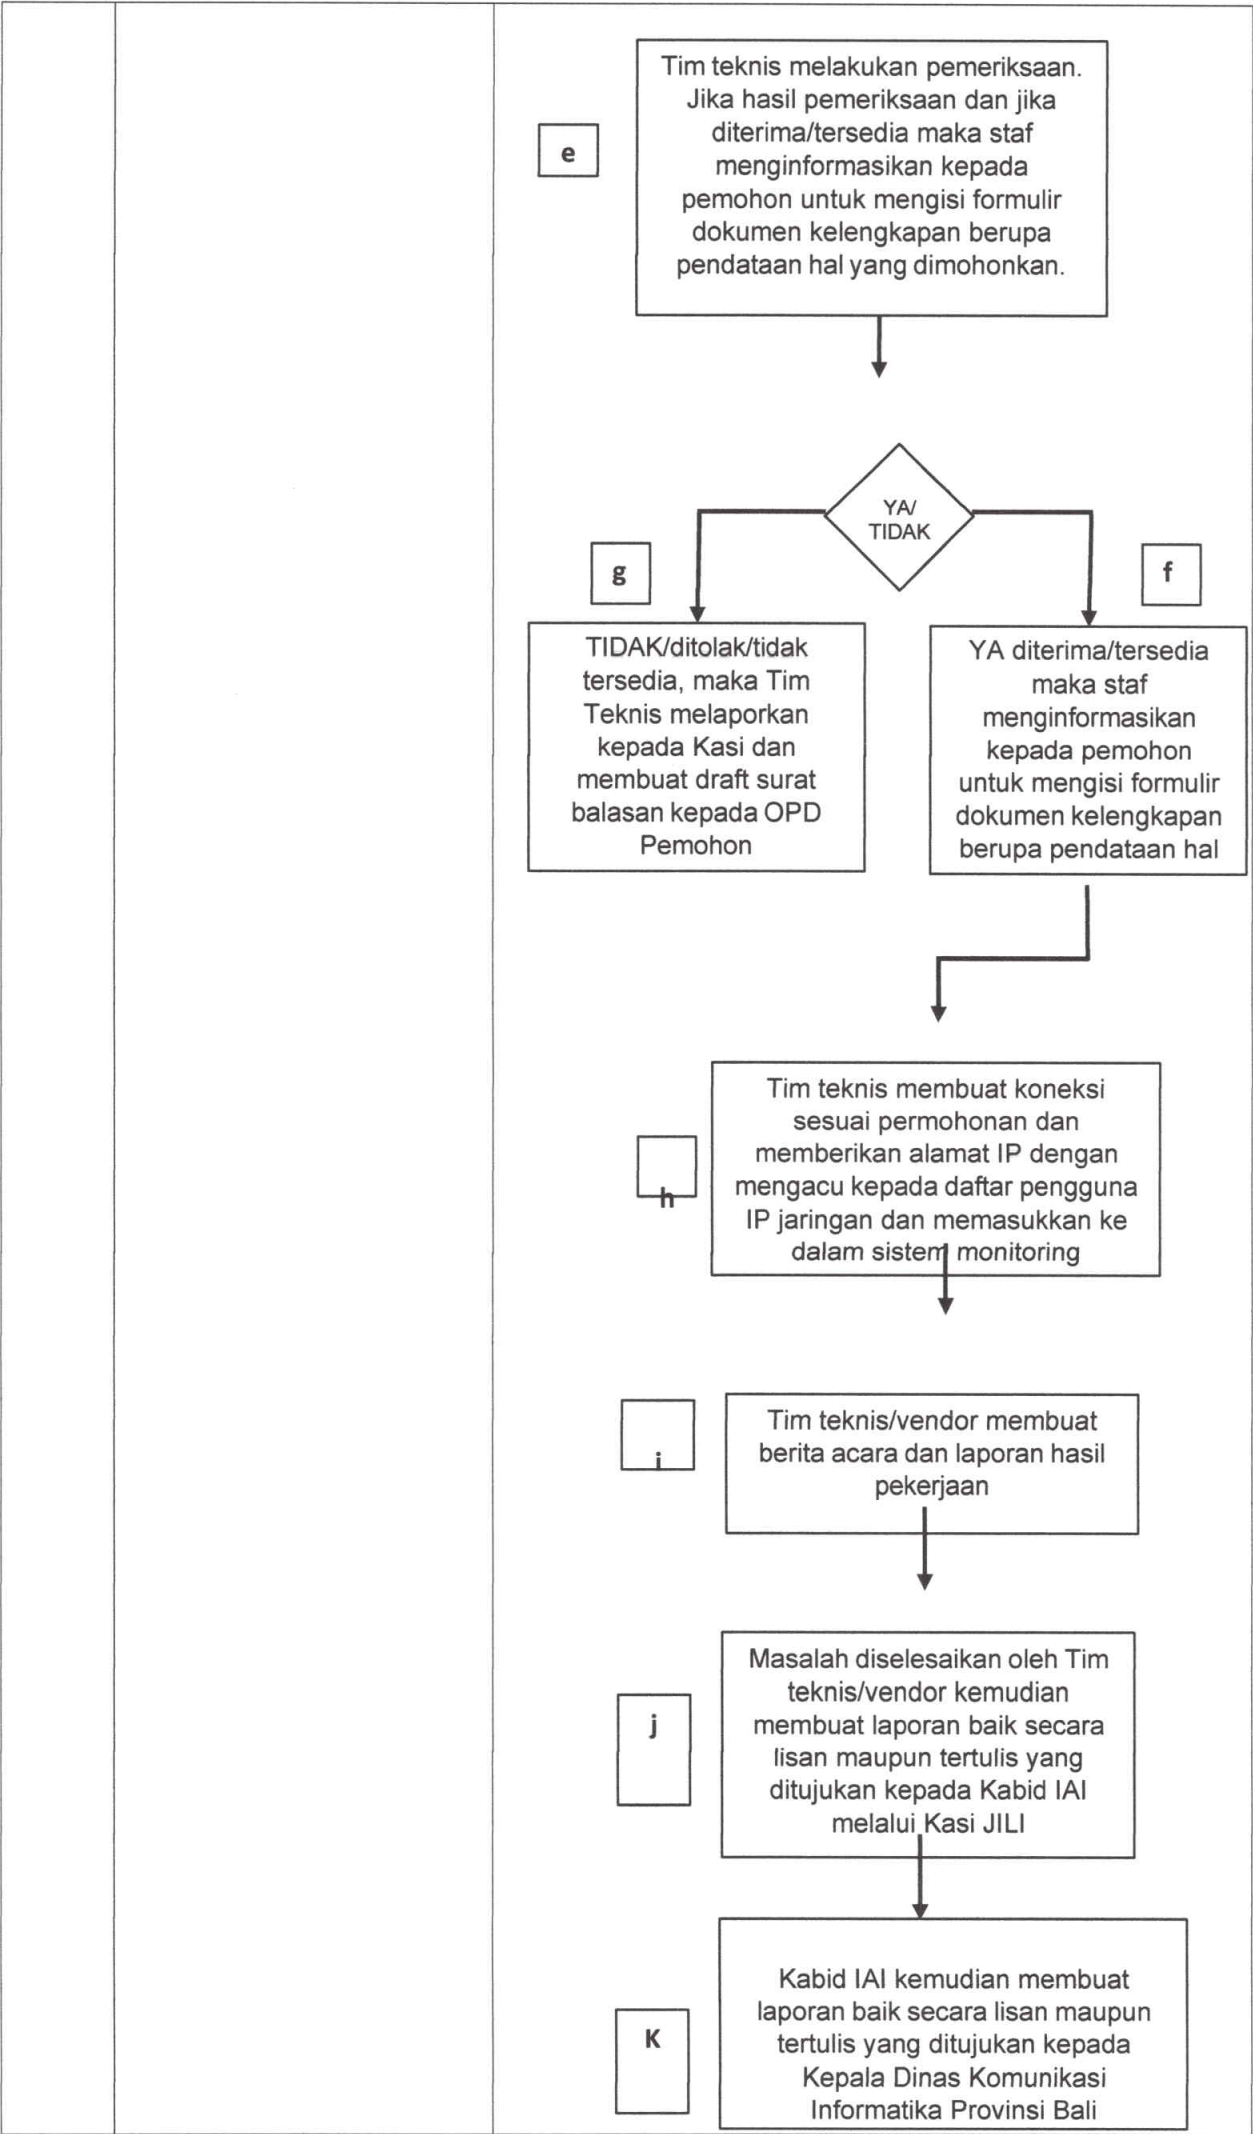 Tim teknis melakukan pemeriksaan.
Jika hasil pemeriksaan dan jika
diterima/tersedia maka staf
menginformasikan kepada
pemohon untuk mengisi formulir
dokumen kelengkapan berupa
pendataan hal yang dimohonkan.
e
YA/
TIDAK
g
f
TIDAK/ditolak/tidak
tersedia, maka Tim
Teknis melaporkan
kepada Kasi dan
membuat draft surat
balasan kepada OPD
Pemohon
YA diterima/tersedia
maka staf
menginformasikan
kepada pemohon
untuk mengisi formulir
dokumen kelengkapan
berupa pendataan hal
Tim teknis membuat koneksi
sesuai permohonan dan
memberikan alamat IP dengan
mengacu kepada daftar pengguna
IP jaringan dan memasukkan ke
dalam sistem monitoring
h
Tim teknis/vendor membuat
berita acara dan laporan hasil
pekerjaan
i
Masalah diselesaikan oleh Tim
teknis/vendor kemudian
membuat laporan baik secara
lisan maupun tertulis yang
ditujukan kepada Kabid IAI
melalui Kasi JILI
j
Kabid IAI kemudian membuat
laporan baik secara lisan maupun
tertulis yang ditujukan kepada
Kepala Dinas Komunikasi
Informatika Provinsi Bali
K